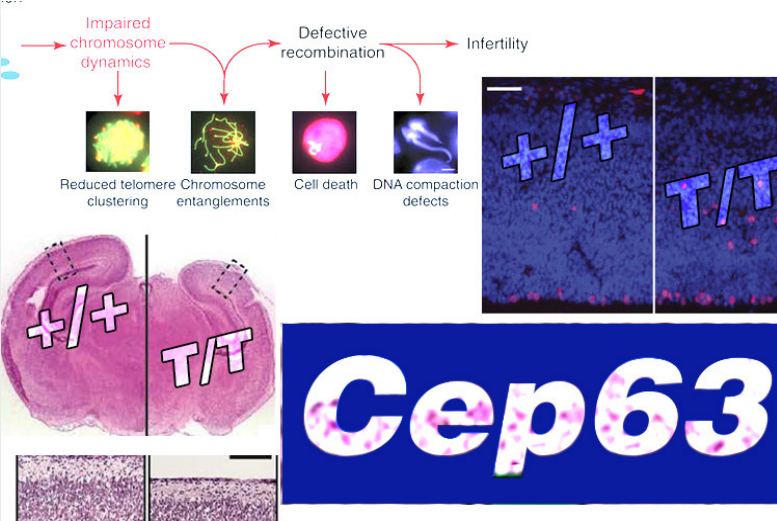 Impaired
chromosome
dynamics
Defective
recombination
Infertility
Reduced telomere
clustering
Chromosome
entanglements
Cell death
DNA compaction
defects
+/+
T/T
+/+
T/T
Cep63